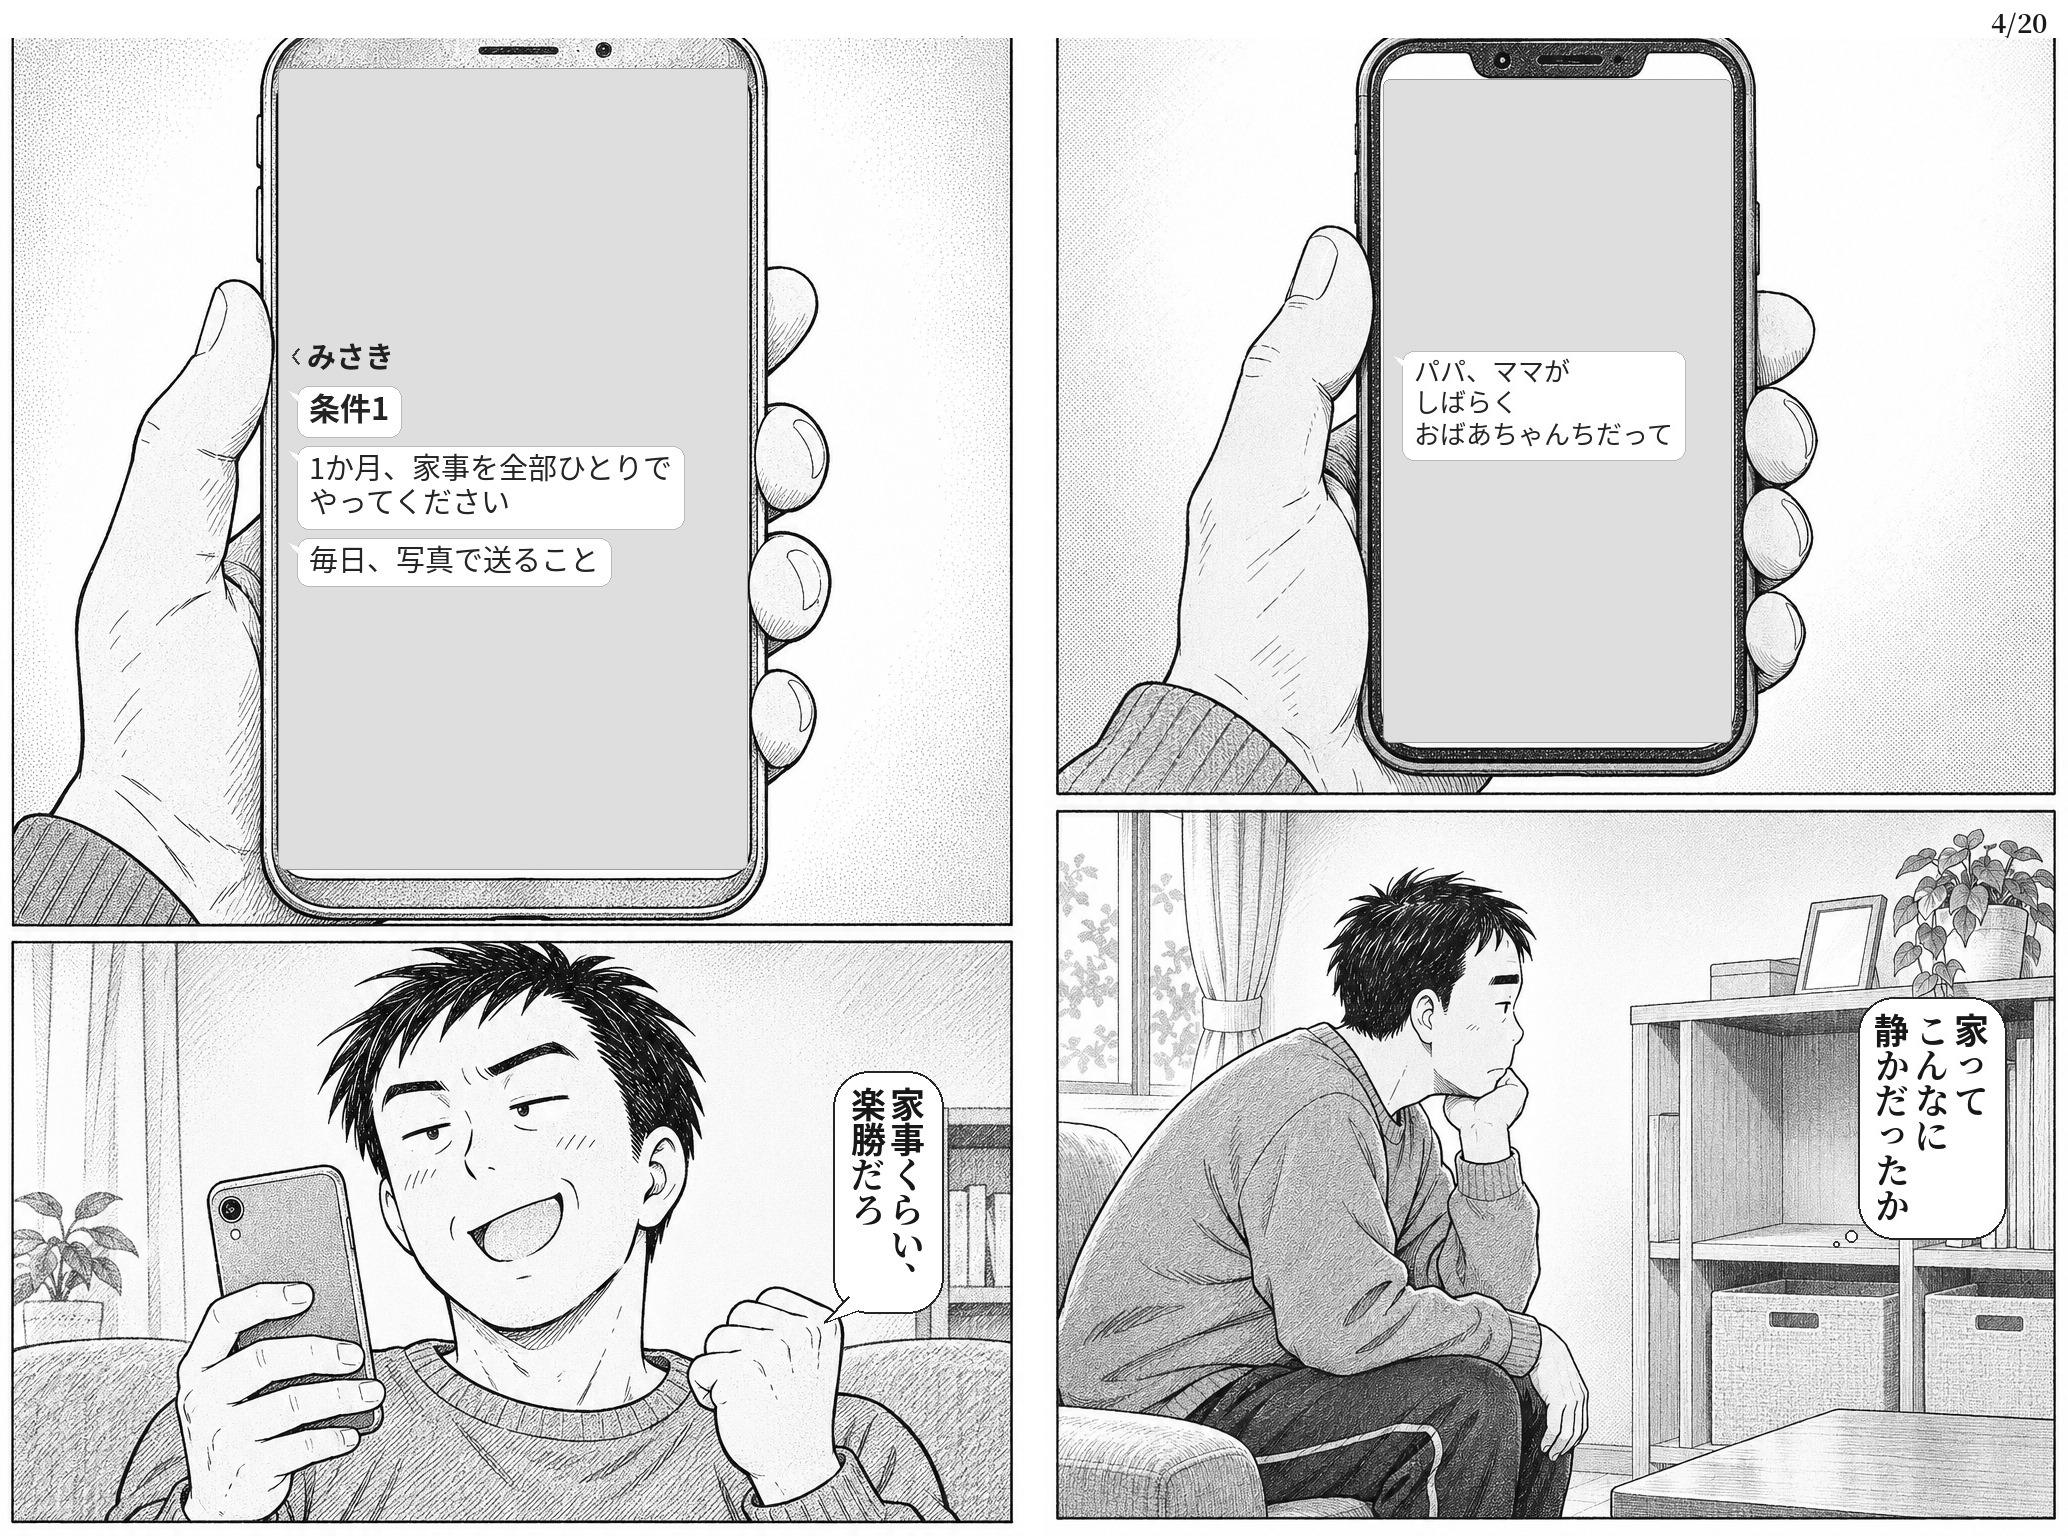 4/20
パパ、ママが
しばらく
おばあちゃんちだって
家って
こんなに
静かだったか
みさき
条件1
1か月、家事を全部ひとりで
やってください
毎日、写真で送ること
家事くらい、
楽勝だろ